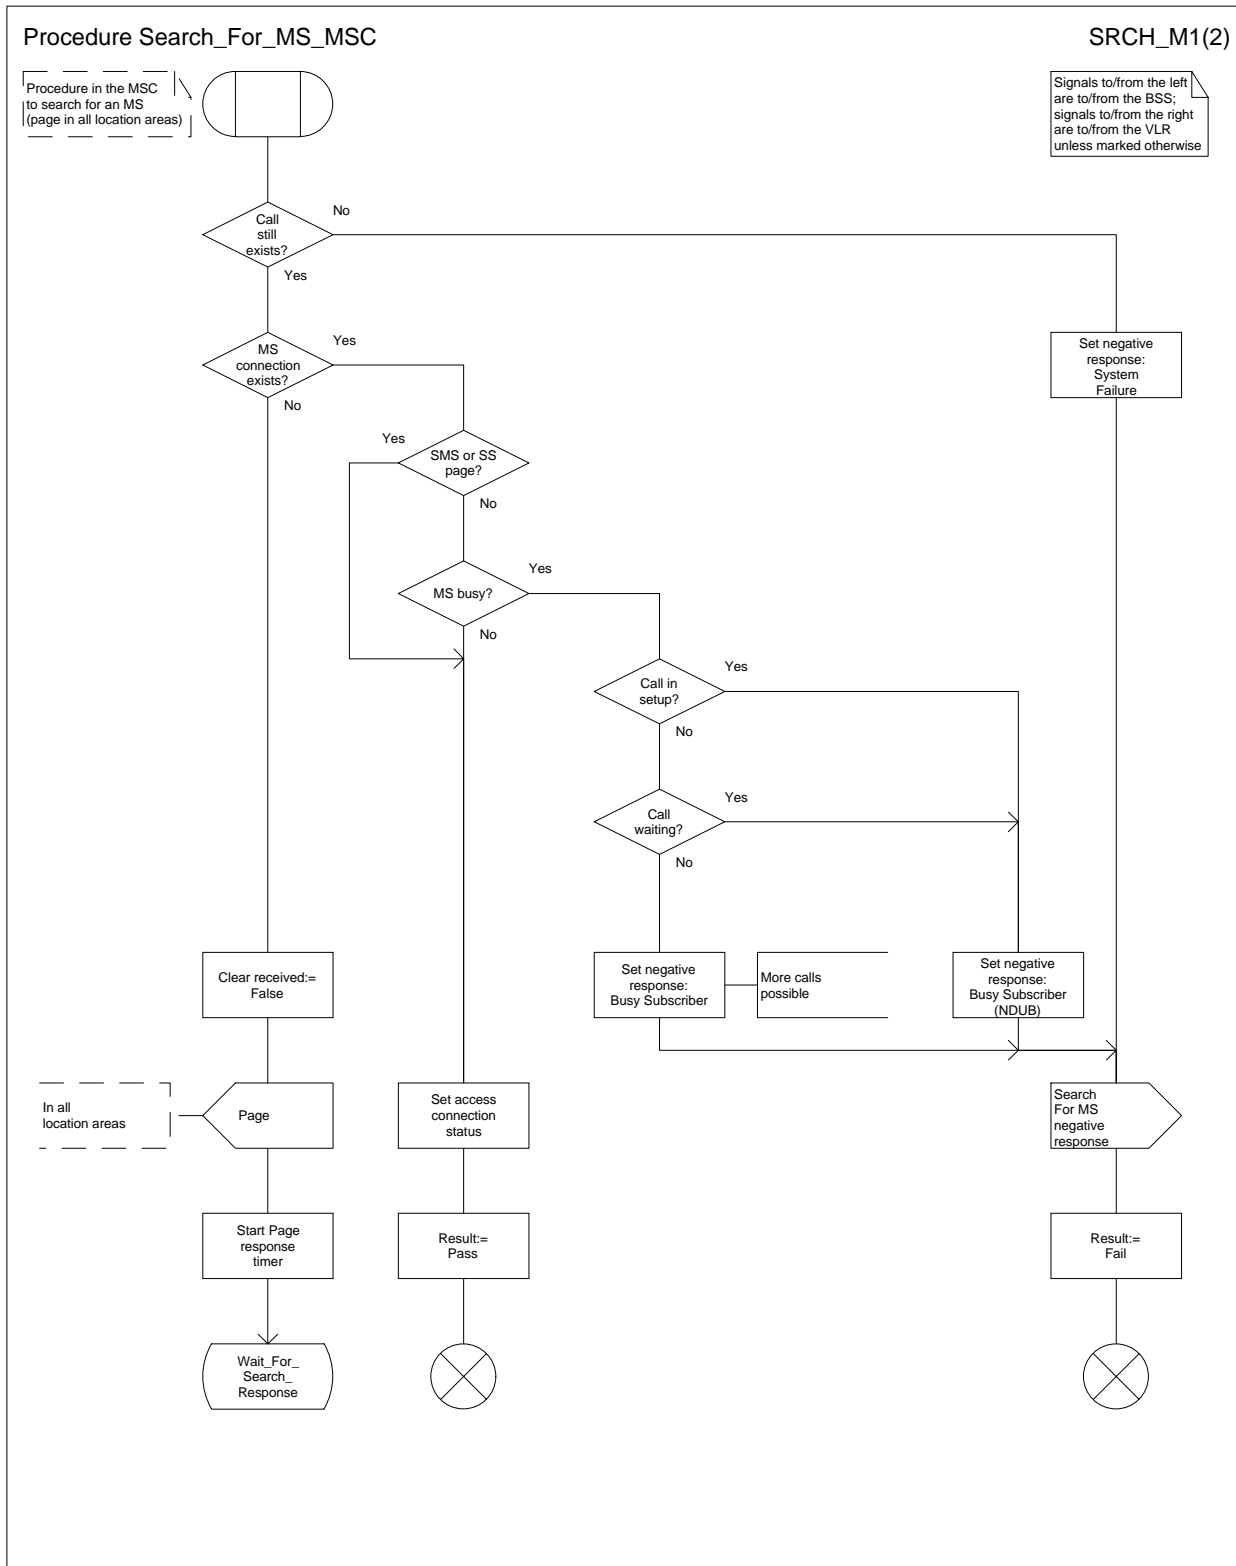 Procedure Search_For_MS_MSC
SRCH_M1(2)
Procedure in the MSC
to search for an MS
(page in all location areas)
Signals to/from the left
are to/from the BSS;
signals to/from the right
are to/from the VLR
unless marked otherwise
Call
still
exists?
No
Yes
MS
connection
exists?
Yes
No
Set negative
response:
System
Failure
SMS or SS
page?
Yes
No
MS busy?
Yes
No
Call in
setup?
Yes
No
Call
waiting?
Yes
No
Clear received:=
False
Set negative
response:
Busy Subscriber
More calls
possible
Set negative
response:
Busy Subscriber
(NDUB)
In all
location areas
Page
Set access
connection
status
Search
For MS
negative
response
Start Page
response
timer
Result:=
Pass
Result:=
Fail
Wait_For_
Search_
Response